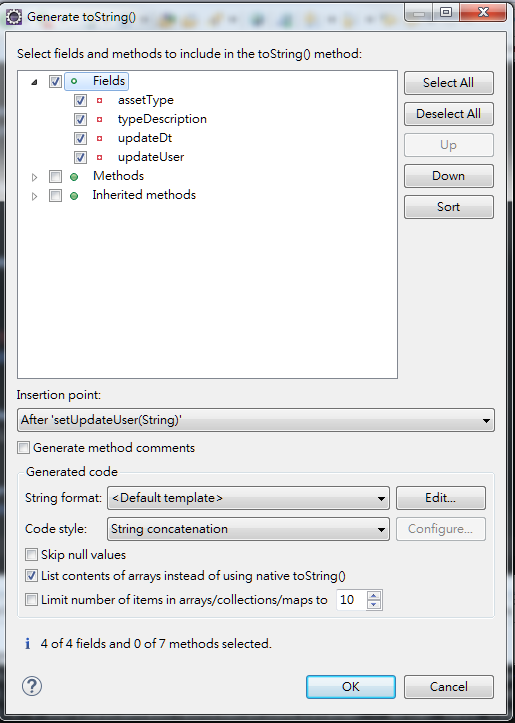 Generate toString()
Select fields and methods to include in the toString() method:
Fields
assetType
typeDescription
updateDt
updateUser
Methods
Inherited methods
Select All
Deselect All
Up
Down
Sort
Insertion point:
After 'setUpdateUser(String)'
Generate method comments
Generated code
String format: <Default template> Edit...
Code style: String concatenation Configure...
Skip null values
List contents of arrays instead of using native toString()
Limit number of items in arrays/collections/maps to 10
i 4 of 4 fields and 0 of 7 methods selected.
? OK Cancel